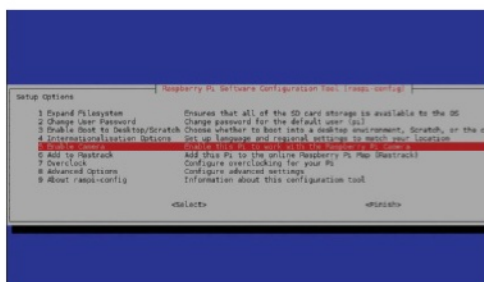 Raspberry Pi Software Configuration Tool (raspi-config)
Setup Options
1 Expand Filesystem Ensures that all of the SD card storage is available to the OS
2 Change User Password Change password for the default user (pi)
3 Enable Boot to Desktop/Scratch Choose whether to boot into a desktop environment, Scratch, or the c
4 Internationalisation Options Set up language and regional settings to match your location
5 Enable Camera Enable this Pi to work with the Raspberry Pi Camera
6 Add to Rastrack Add this Pi to the online Raspberry Pi Map (Rastrack)
7 Overclock Configure overclocking for your Pi
8 Advanced Options Configure advanced settings
9 About raspi-config Information about this configuration tool
<Select> <Finish>